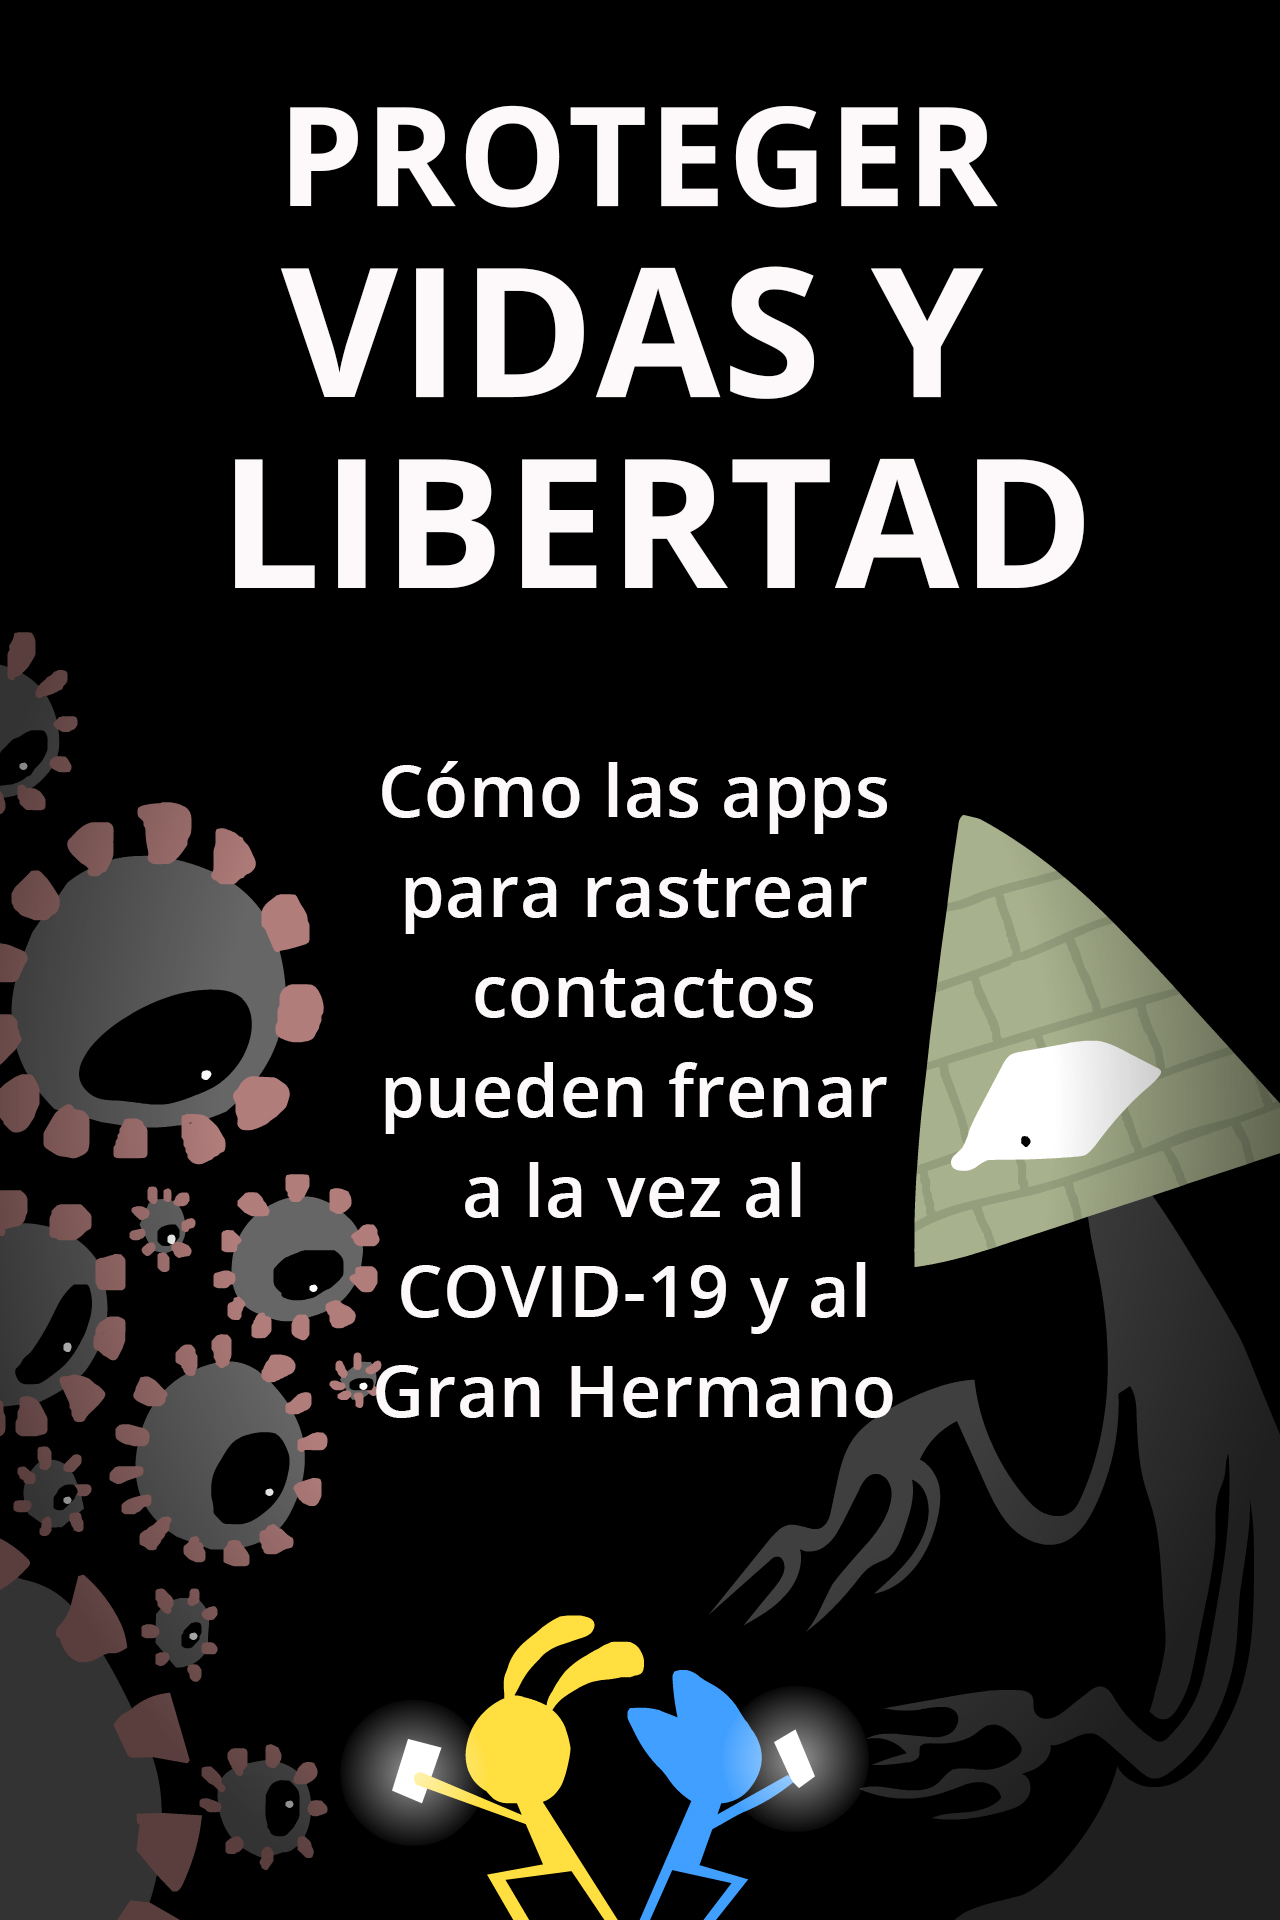 PROTEGER
VIDAS Y
LIBERTAD
Cómo las apps
para rastrear
contactos
pueden frenar
a la vez al
COVID-19 y al
Gran Hermano